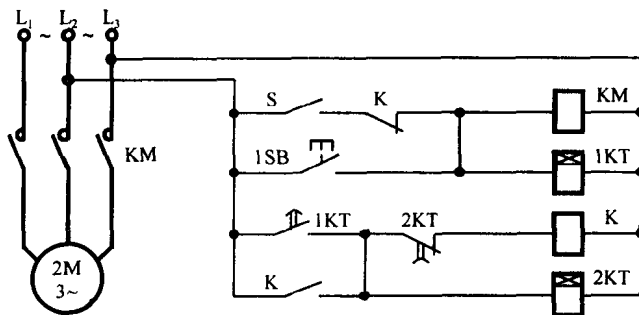 L₁ ~ L₂ ~ L₃
S K KM
KM
1SB 1KT
1KT 2KT K
2M
3~
K 2KT